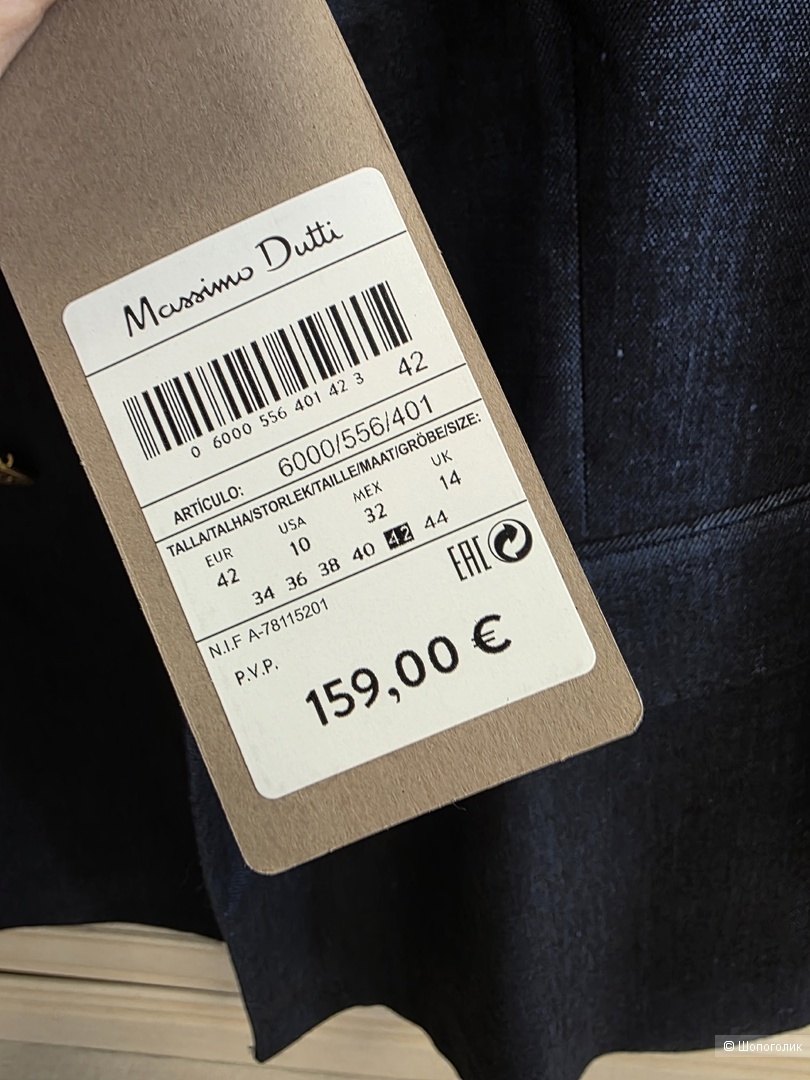 Massimo Dutti
0 6000 556 401 42 3
42
ARTÍCULO: 6000/556/401
TALLA/TALHA/STORLEK/TAILLE/MAAT/GRÖBE/SIZE:
EUR USA MEX UK
42 10 32 14
34 36 38 40 42 44
EAC
N.I.F A-78115201
P.V.P.
159,00 €
© Шопоголик